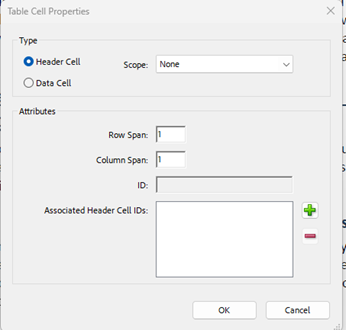 Table Cell Properties
Type
Header Cell
Scope: None
Data Cell
Attributes
Row Span: 1
Column Span: 1
ID:
Associated Header Cell IDs:
OK Cancel